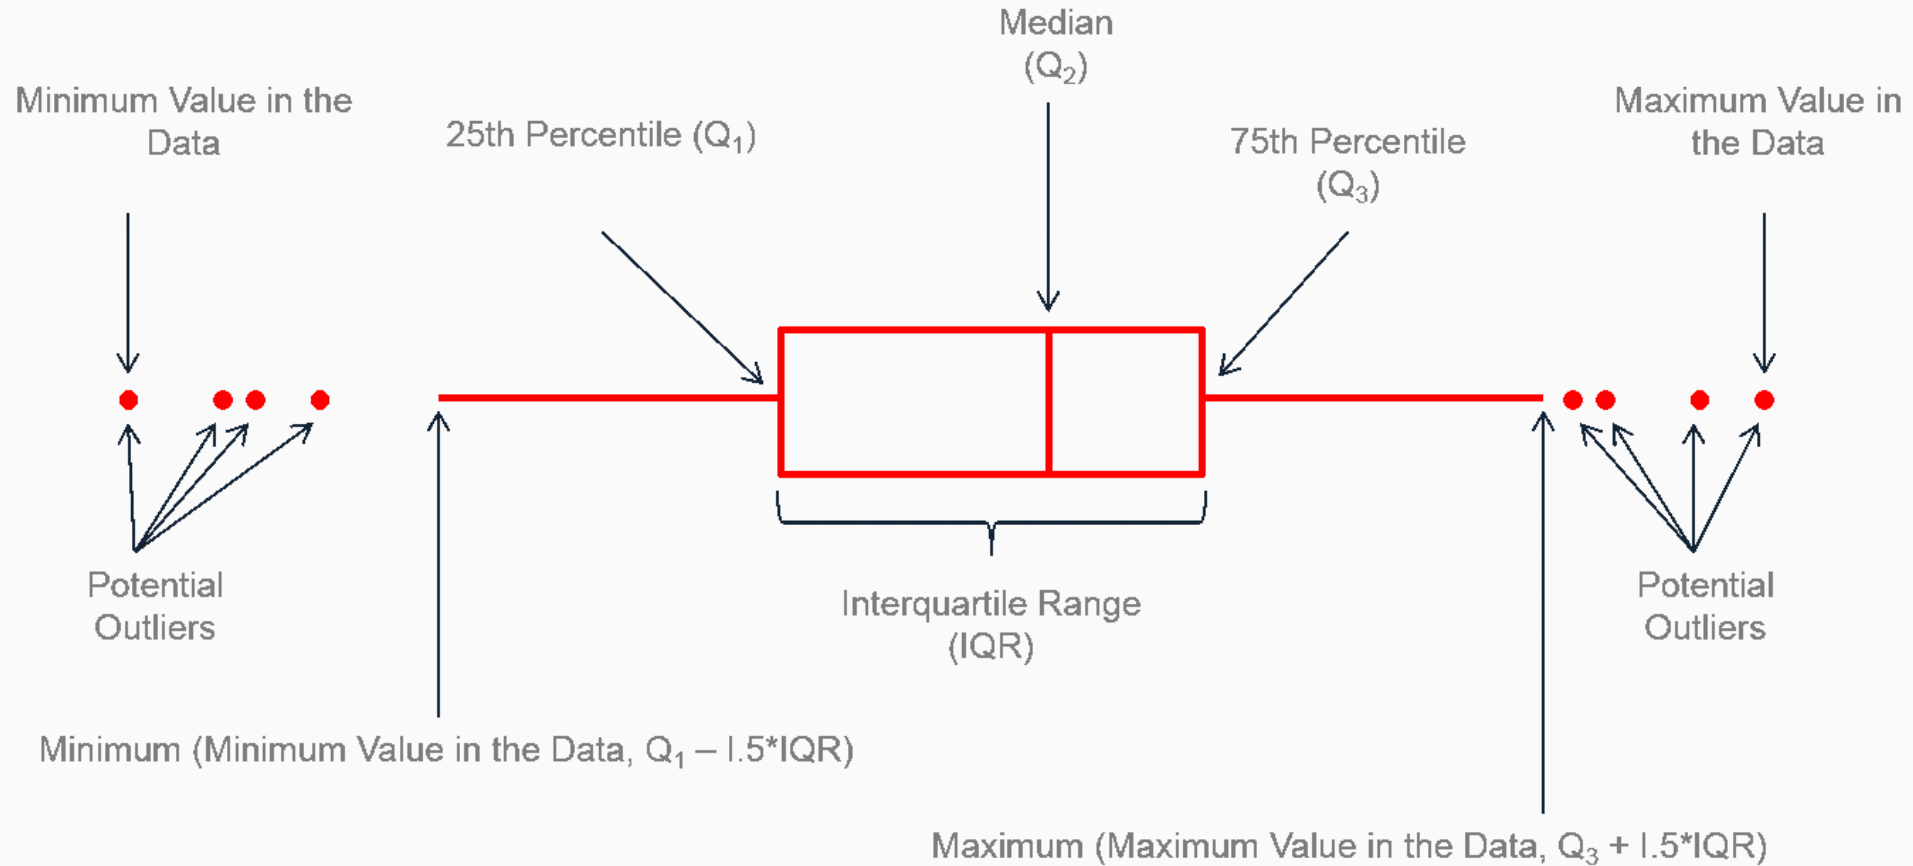 Median
(Q₂)
Minimum Value in the
Data
25th Percentile (Q₁)
75th Percentile
(Q₃)
Maximum Value in
the Data
Potential
Outliers
Interquartile Range
(IQR)
Potential
Outliers
Minimum (Minimum Value in the Data, Q₁ – I.5*IQR)
Maximum (Maximum Value in the Data, Q₃ + I.5*IQR)